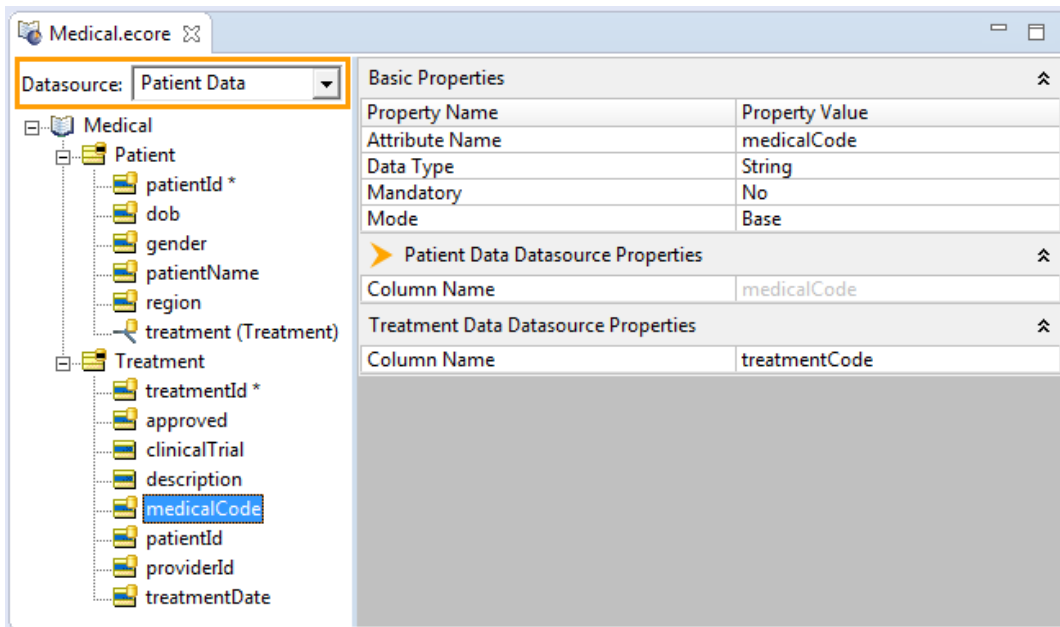 Medical.ecore
Datasource: Patient Data
Medical
Patient
patientId *
dob
gender
patientName
region
treatment (Treatment)
Treatment
treatmentId *
approved
clinicalTrial
description
medicalCode
patientId
providerId
treatmentDate
Basic Properties
Property Name Property Value
Attribute Name medicalCode
Data Type String
Mandatory No
Mode Base
Patient Data Datasource Properties
Column Name medicalCode
Treatment Data Datasource Properties
Column Name treatmentCode